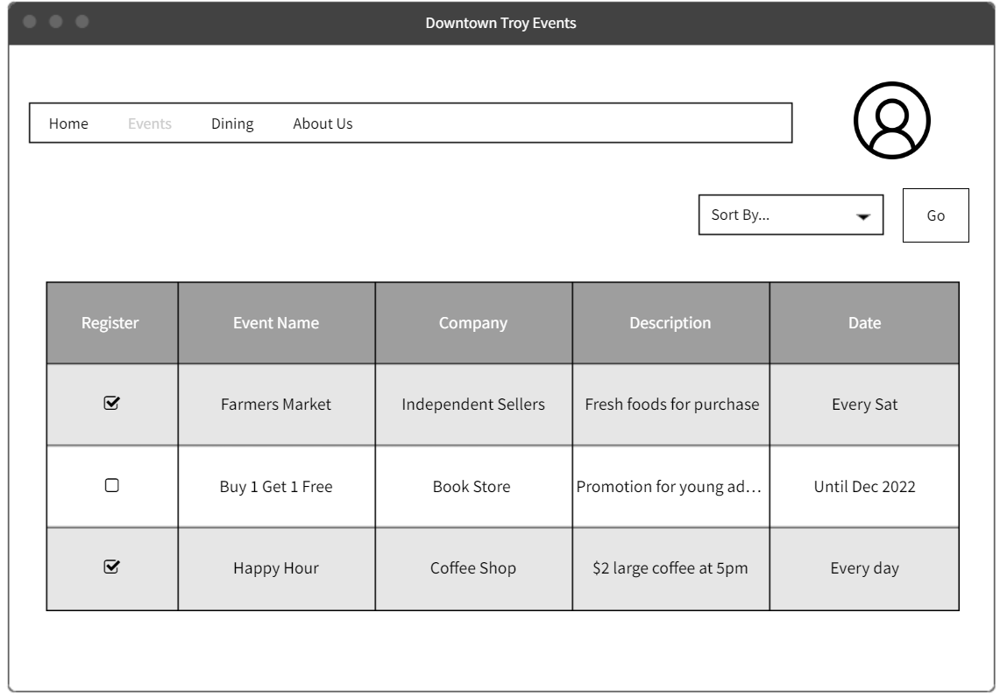 Downtown Troy Events
Home Events Dining About Us
Sort By... Go
Register Event Name Company Description Date
Farmers Market Independent Sellers Fresh foods for purchase Every Sat
Buy 1 Get 1 Free Book Store Promotion for young ad... Until Dec 2022
Happy Hour Coffee Shop $2 large coffee at 5pm Every day